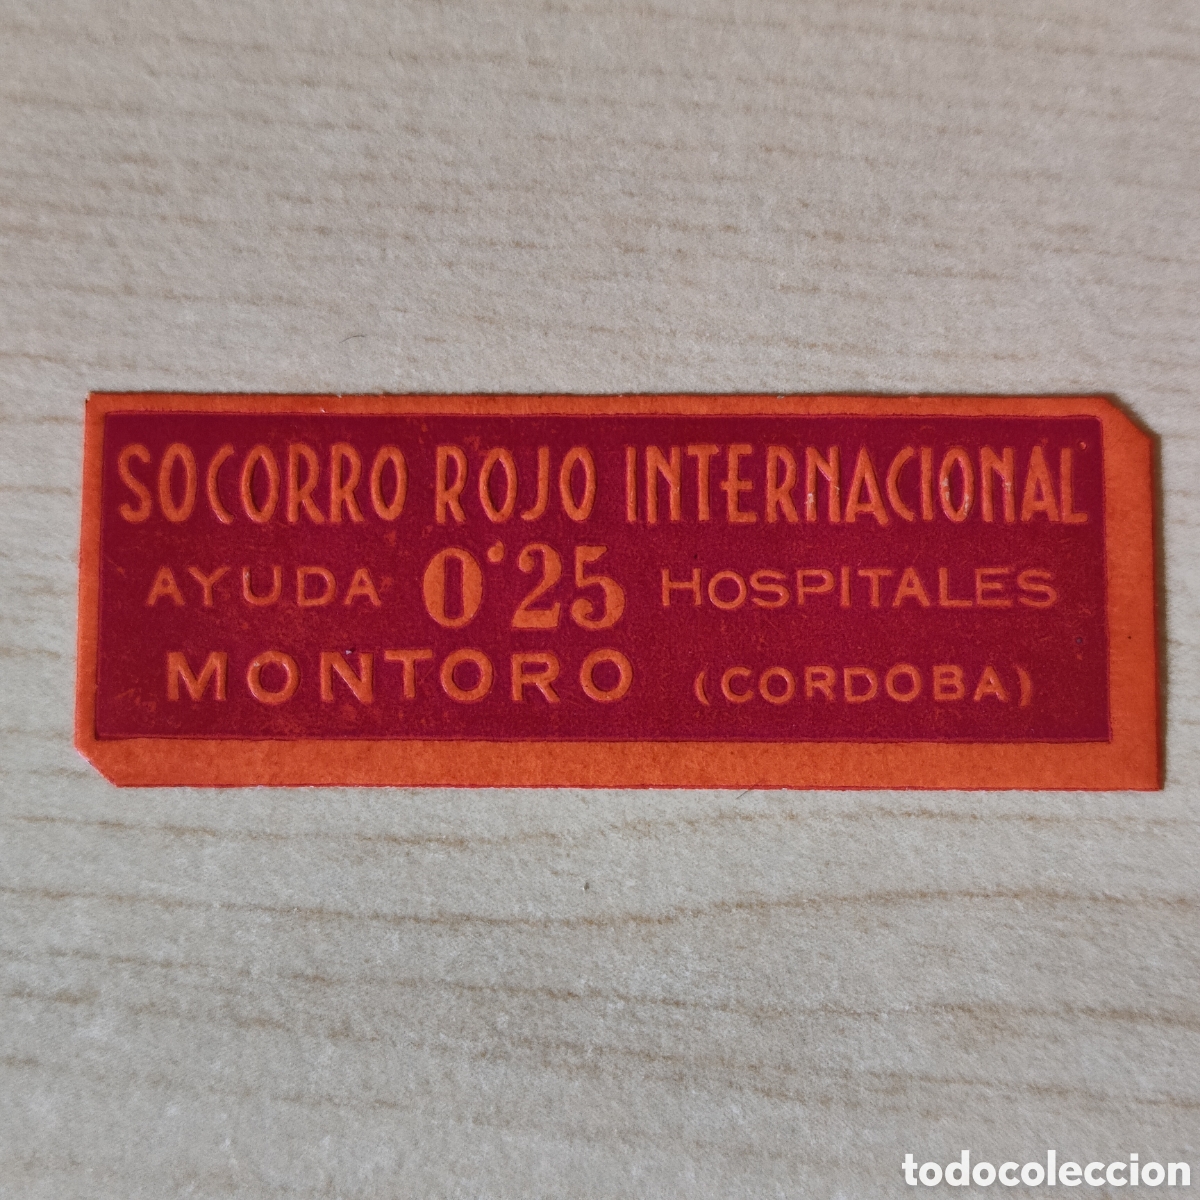 SOCORRO ROJO INTERNACIONAL
AYUDA 0'25 HOSPITALES
MONTORO (CORDOBA)
todocoleccion